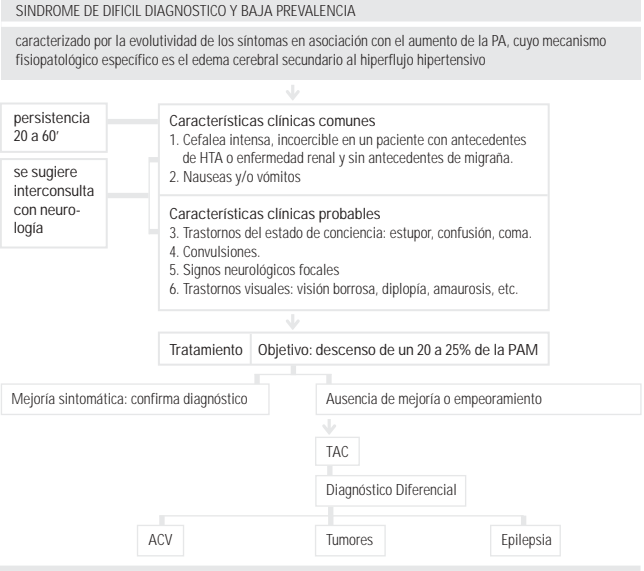 SINDROME DE DIFICIL DIAGNOSTICO Y BAJA PREVALENCIA
caracterizado por la evolutividad de los síntomas en asociación con el aumento de la PA, cuyo mecanismo
fisiopatológico específico es el edema cerebral secundario al hiperflujo hipertensivo
persistencia
20 a 60’
se sugiere
interconsulta
con neuro-
logía
Características clínicas comunes
1. Cefalea intensa, incoercible en un paciente con antecedentes
de HTA o enfermedad renal y sin antecedentes de migraña.
2. Nauseas y/o vómitos
Características clínicas probables
3. Trastornos del estado de conciencia: estupor, confusión, coma.
4. Convulsiones.
5. Signos neurológicos focales
6. Trastornos visuales: visión borrosa, diplopía, amaurosis, etc.
Tratamiento Objetivo: descenso de un 20 a 25% de la PAM
Mejoría sintomática: confirma diagnóstico
Ausencia de mejoría o empeoramiento
TAC
Diagnóstico Diferencial
ACV
Tumores
Epilepsia